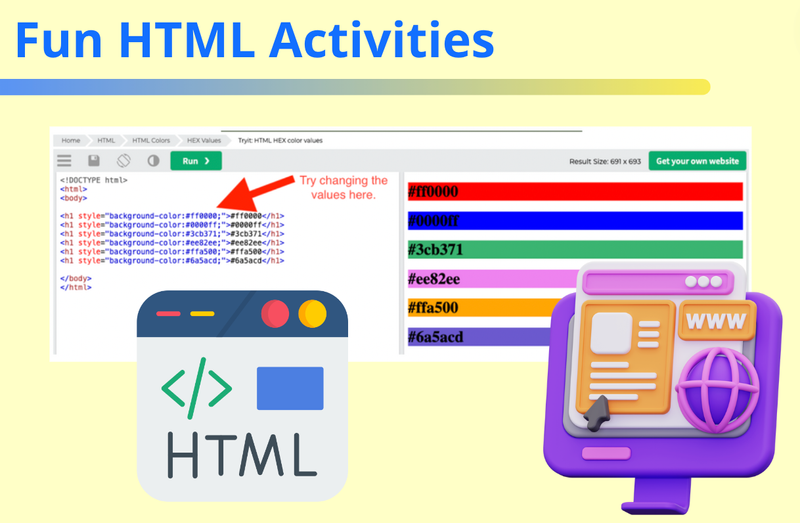 Fun HTML Activities
Home HTML HTML Colors HEX Values Tryit: HTML HEX color values
Run Result Size: 691 x 693 Get your own website
<!DOCTYPE html>
<html>
<body>
<h1 style="background-color:#ff0000;">#ff0000</h1>
<h1 style="background-color:#0000ff;">#0000ff</h1>
<h1 style="background-color:#3cb371;">#3cb371</h1>
<h1 style="background-color:#ee82ee;">#ee82ee</h1>
<h1 style="background-color:#ffa500;">#ffa500</h1>
<h1 style="background-color:#6a5acd;">#6a5acd</h1>
</body>
</html>
Try changing the
values here.
#ff0000
#0000ff
#3cb371
#ee82ee
#ffa500
#6a5acd
</>
HTML
WWW